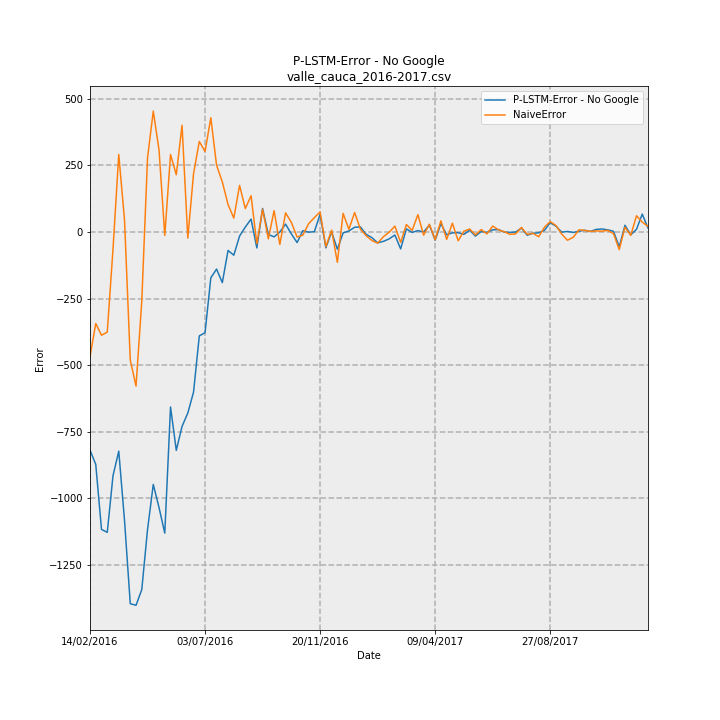 P-LSTM-Error - No Google
valle_cauca_2016-2017.csv
P-LSTM-Error - No Google
NaiveError
500
250
0
−250
−500
−750
−1000
−1250
Error
14/02/2016
03/07/2016
20/11/2016
09/04/2017
27/08/2017
Date